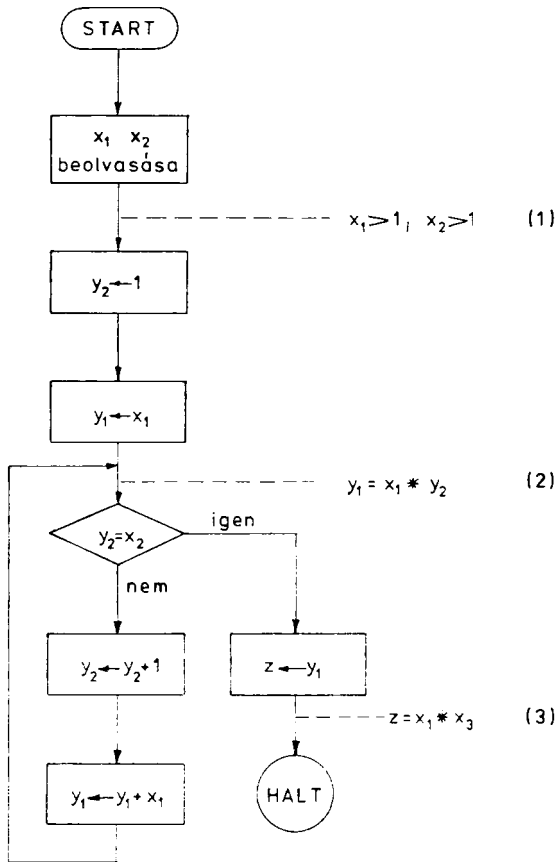 START
x₁ x₂
beolvasása
x₁>1, x₂>1 (1)
y₂←1
y₁←x₁
y₁ = x₁ * y₂ (2)
y₂=x₂
igen
nem
y₂←y₂+1
z←y₁
z=x₁ * x₃ (3)
y₁←y₁+x₁
HALT